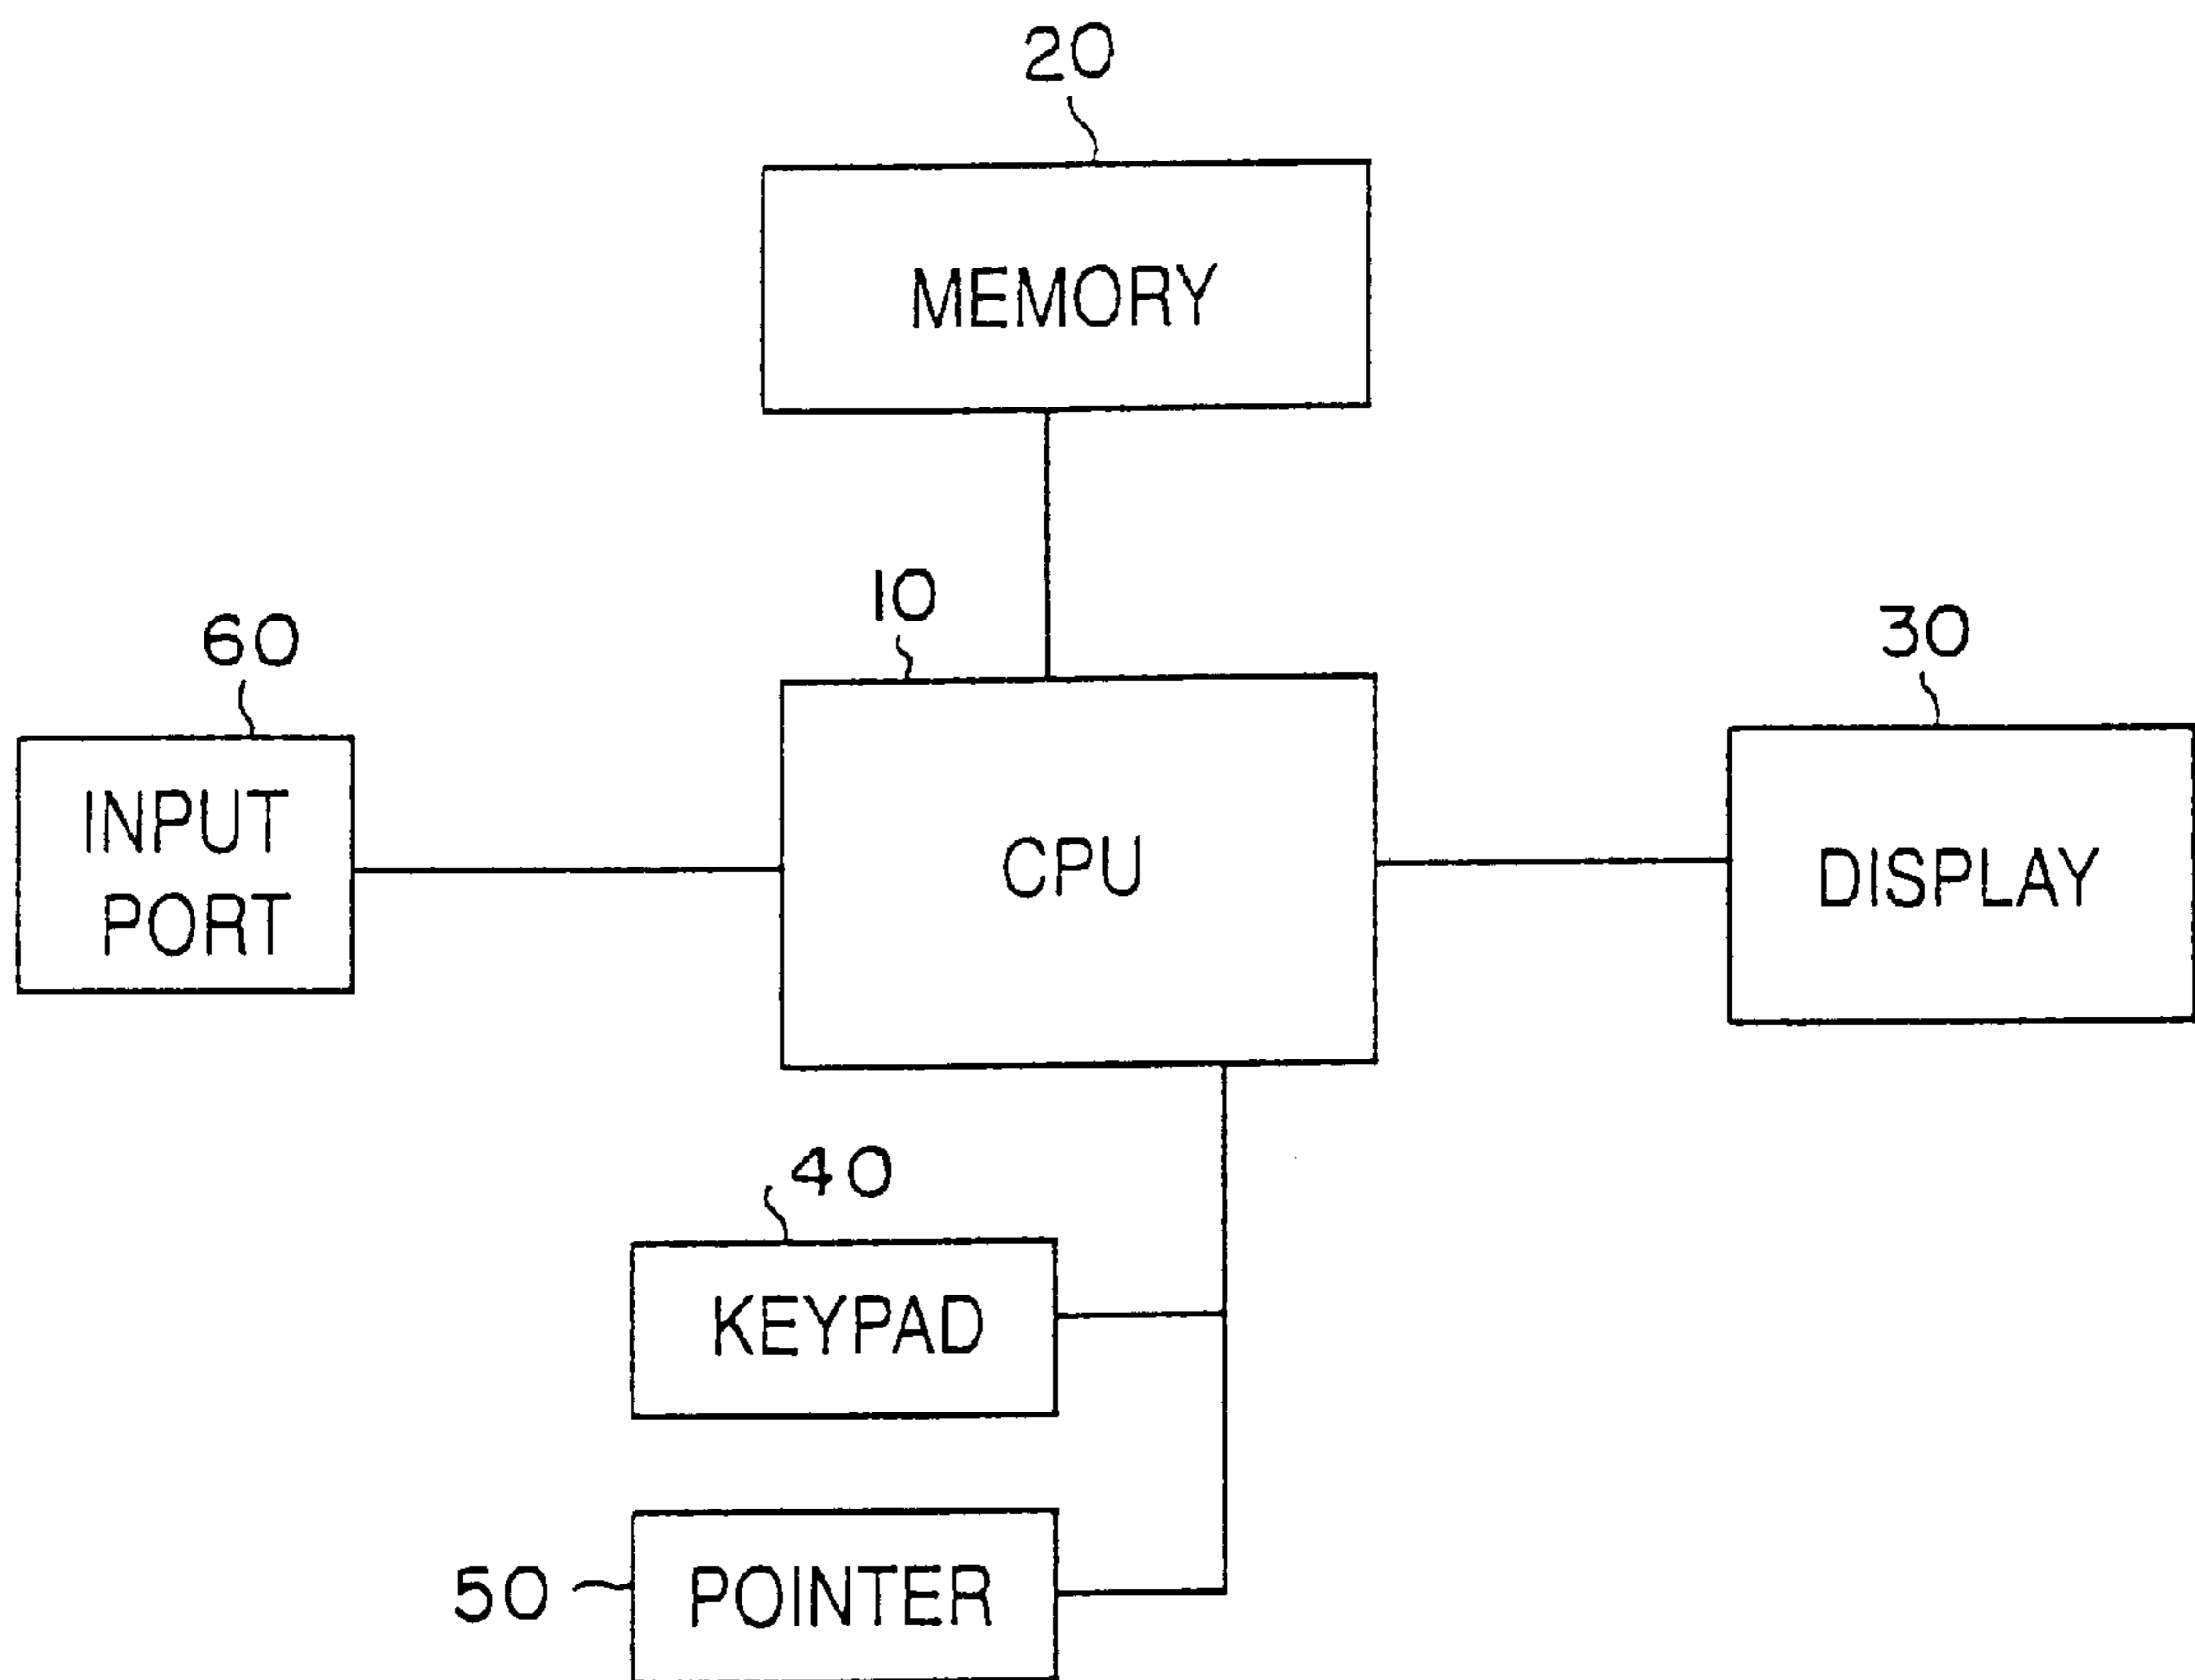 20
MEMORY
10
60
30
INPUT
PORT
CPU
DISPLAY
40
KEYPAD
50
POINTER